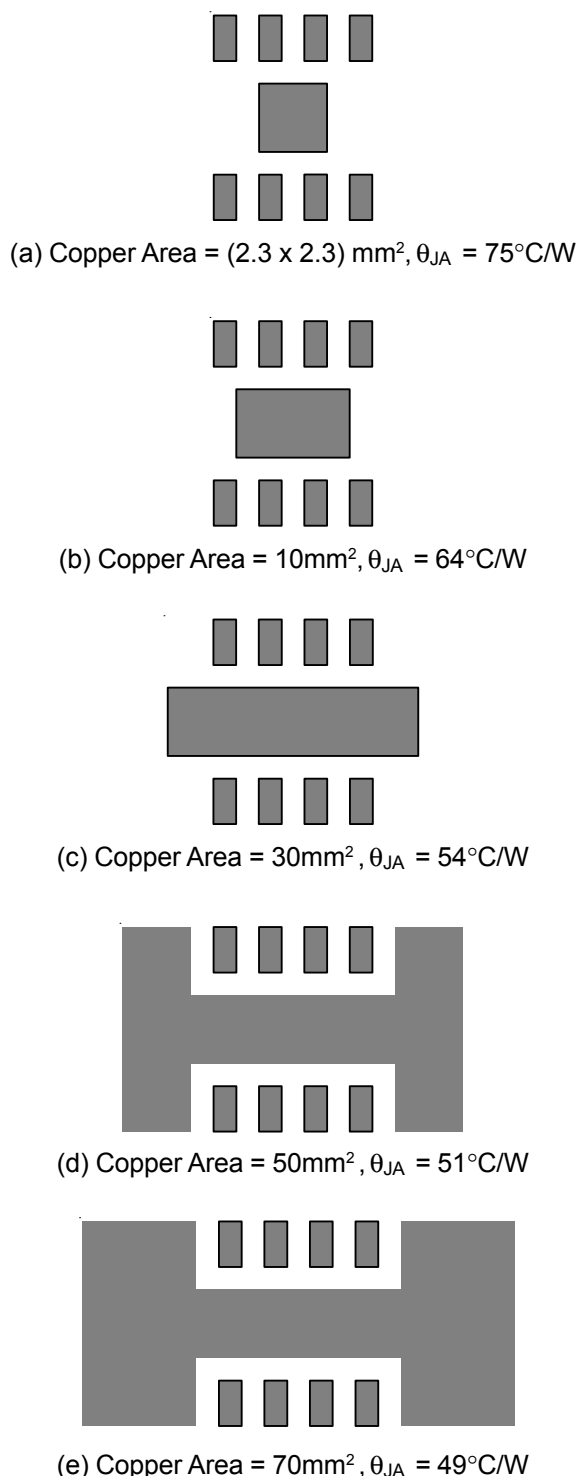 (a) Copper Area = (2.3 x 2.3) mm², θJA = 75°C/W
(b) Copper Area = 10mm², θJA = 64°C/W
(c) Copper Area = 30mm² , θJA = 54°C/W
(d) Copper Area = 50mm² , θJA = 51°C/W
(e) Copper Area = 70mm² , θJA = 49°C/W